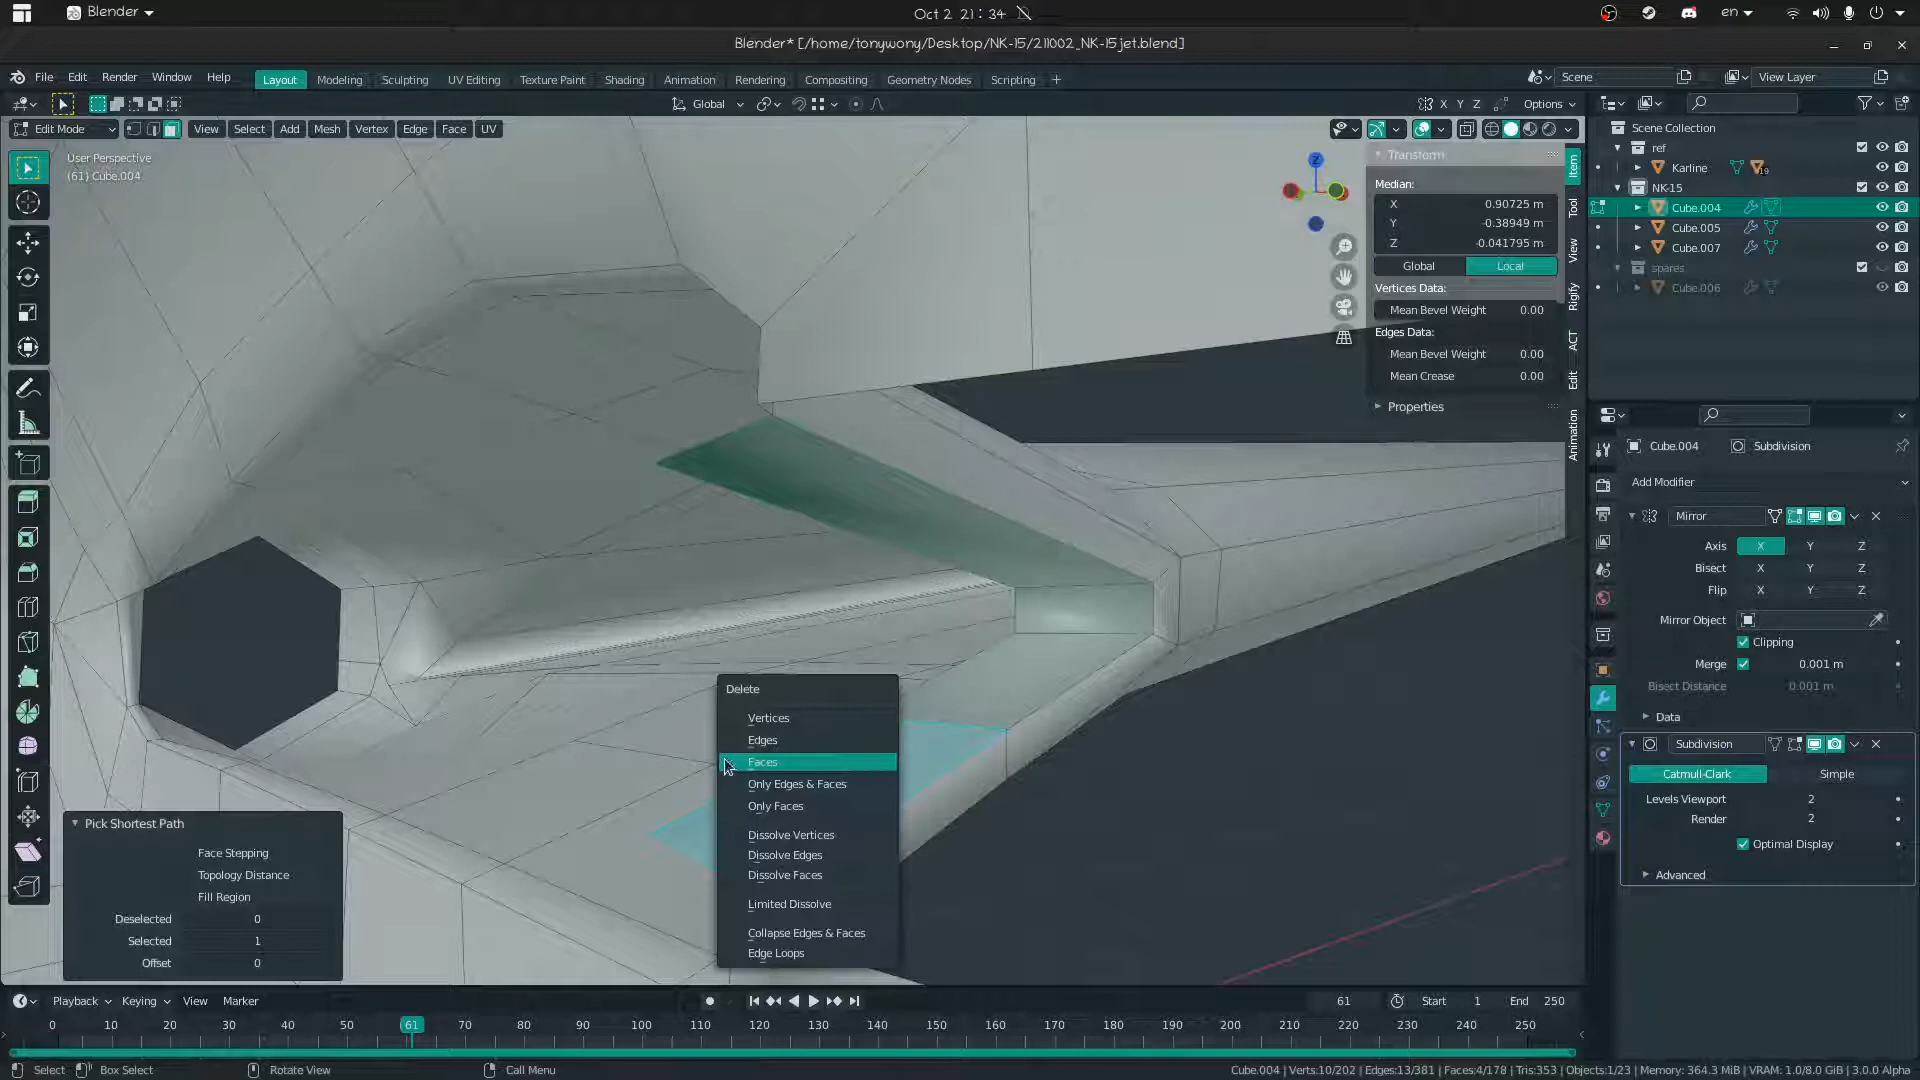 Blender
Oct 2 21:34
en
Blender* [/home/tonywony/Desktop/NK-15/211002_NK-15jet.blend]
File Edit Render Window Help
Layout Modeling Sculpting UV Editing Texture Paint Shading Animation Rendering Compositing Geometry Nodes Scripting +
Scene
View Layer
Global
X Y Z
Options
Edit Mode
View Select Add Mesh Vertex Edge Face UV
User Perspective
(61) Cube.004
Transform
Median:
X 0.90725 m
Y -0.38949 m
Z -0.041795 m
Global Local
Vertices Data:
Mean Bevel Weight 0.00
Edges Data:
Mean Bevel Weight 0.00
Mean Crease 0.00
Properties
Item
Tool
View
Rigify
ACT
Edit
Animation
Z
Scene Collection
ref
Karline
19
NK-15
Cube.004
Cube.005
Cube.007
spares
Cube.006
Cube.004
Subdivision
Add Modifier
Mirror
Axis X Y Z
Bisect X Y Z
Flip X Y Z
Mirror Object
Clipping
Merge 0.001 m
Bisect Distance 0.001 m
Data
Subdivision
Catmull-Clark Simple
Levels Viewport 2
Render 2
Optimal Display
Advanced
Delete
Vertices
Edges
Faces
Only Edges & Faces
Only Faces
Dissolve Vertices
Dissolve Edges
Dissolve Faces
Limited Dissolve
Collapse Edges & Faces
Edge Loops
Pick Shortest Path
Face Stepping
Topology Distance
Fill Region
Deselected 0
Selected 1
Offset 0
Playback Keying View Marker
61
Start 1
End 250
0 10 20 30 40 50 61 70 80 90 100 110 120 130 140 150 160 170 180 190 200 210 220 230 240 250
Select
Box Select
Rotate View
Call Menu
Cube.004 | Verts:10/202 | Edges:13/381 | Faces:4/178 | Tris:353 | Objects:1/23 | Memory: 364.3 MiB | VRAM: 1.0/8.0 GiB | 3.0.0 Alpha